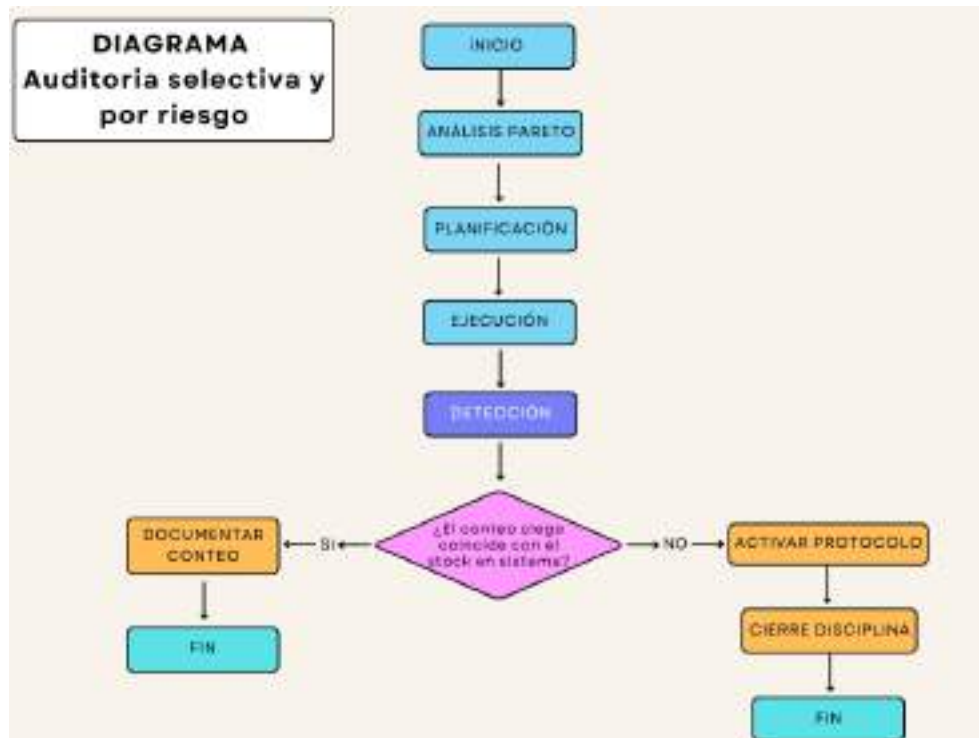 DIAGRAMA
Auditoria selectiva y
por riesgo
INICIO
ANÁLISIS PARETO
PLANIFICACIÓN
EJECUCIÓN
DETECCIÓN
¿El conteo ciego
coincide con el
stock en sistema?
SI
NO
DOCUMENTAR
CONTEO
FIN
ACTIVAR PROTOCOLO
CIERRE DISCIPLINA
FIN